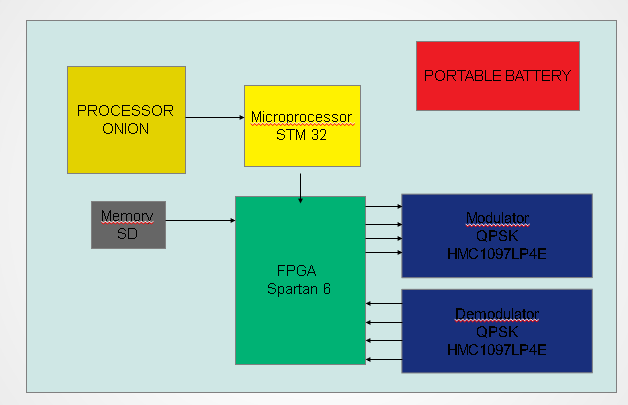 PORTABLE BATTERY
PROCESSOR
ONION
Microprocessor
STM 32
Memory
SD
FPGA
Spartan 6
Modulator
QPSK
HMC1097LP4E
Demodulator
QPSK
HMC1097LP4E